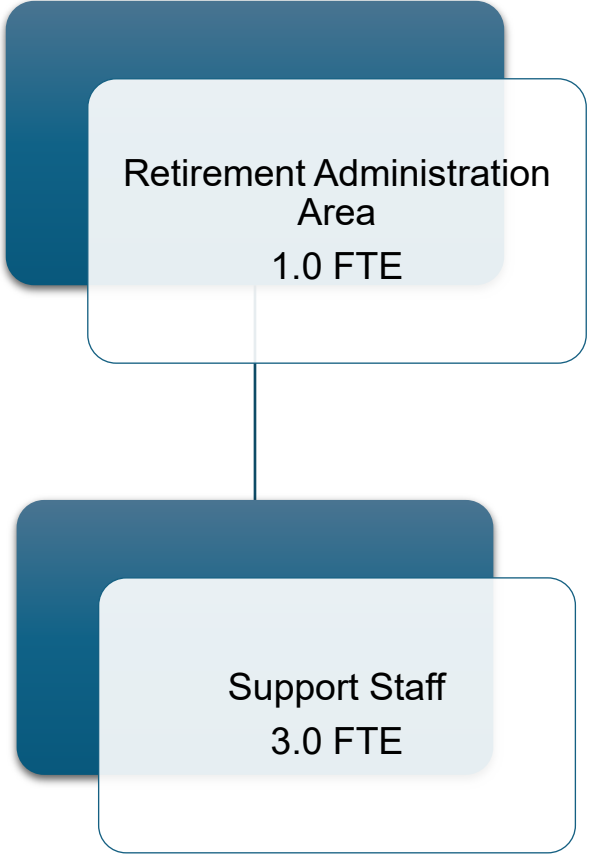 Retirement Administration
Area
1.0 FTE
Support Staff
3.0 FTE